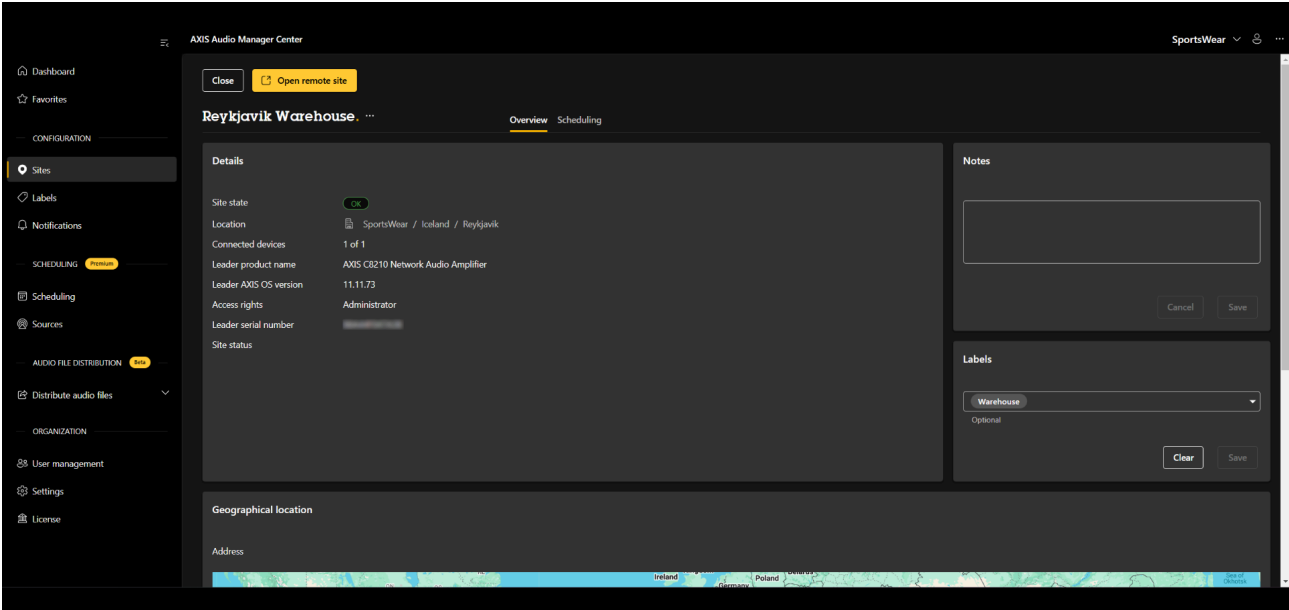 AXIS Audio Manager Center
SportsWear
Dashboard
Favorites
CONFIGURATION
Sites
Labels
Notifications
SCHEDULING Premium
Scheduling
Sources
AUDIO FILE DISTRIBUTION Beta
Distribute audio files
ORGANIZATION
User management
Settings
License
Close
Open remote site
Reykjavik Warehouse. ...
Overview Scheduling
Details
Site state OK
Location SportsWear / Iceland / Reykjavik
Connected devices 1 of 1
Leader product name AXIS C8210 Network Audio Amplifier
Leader AXIS OS version 11.11.73
Access rights Administrator
Leader serial number
Site status
Notes
Cancel Save
Labels
Warehouse
Optional
Clear Save
Geographical location
Address
Ireland
Poland
Germany
Belarus
Sea of
Okhotsk